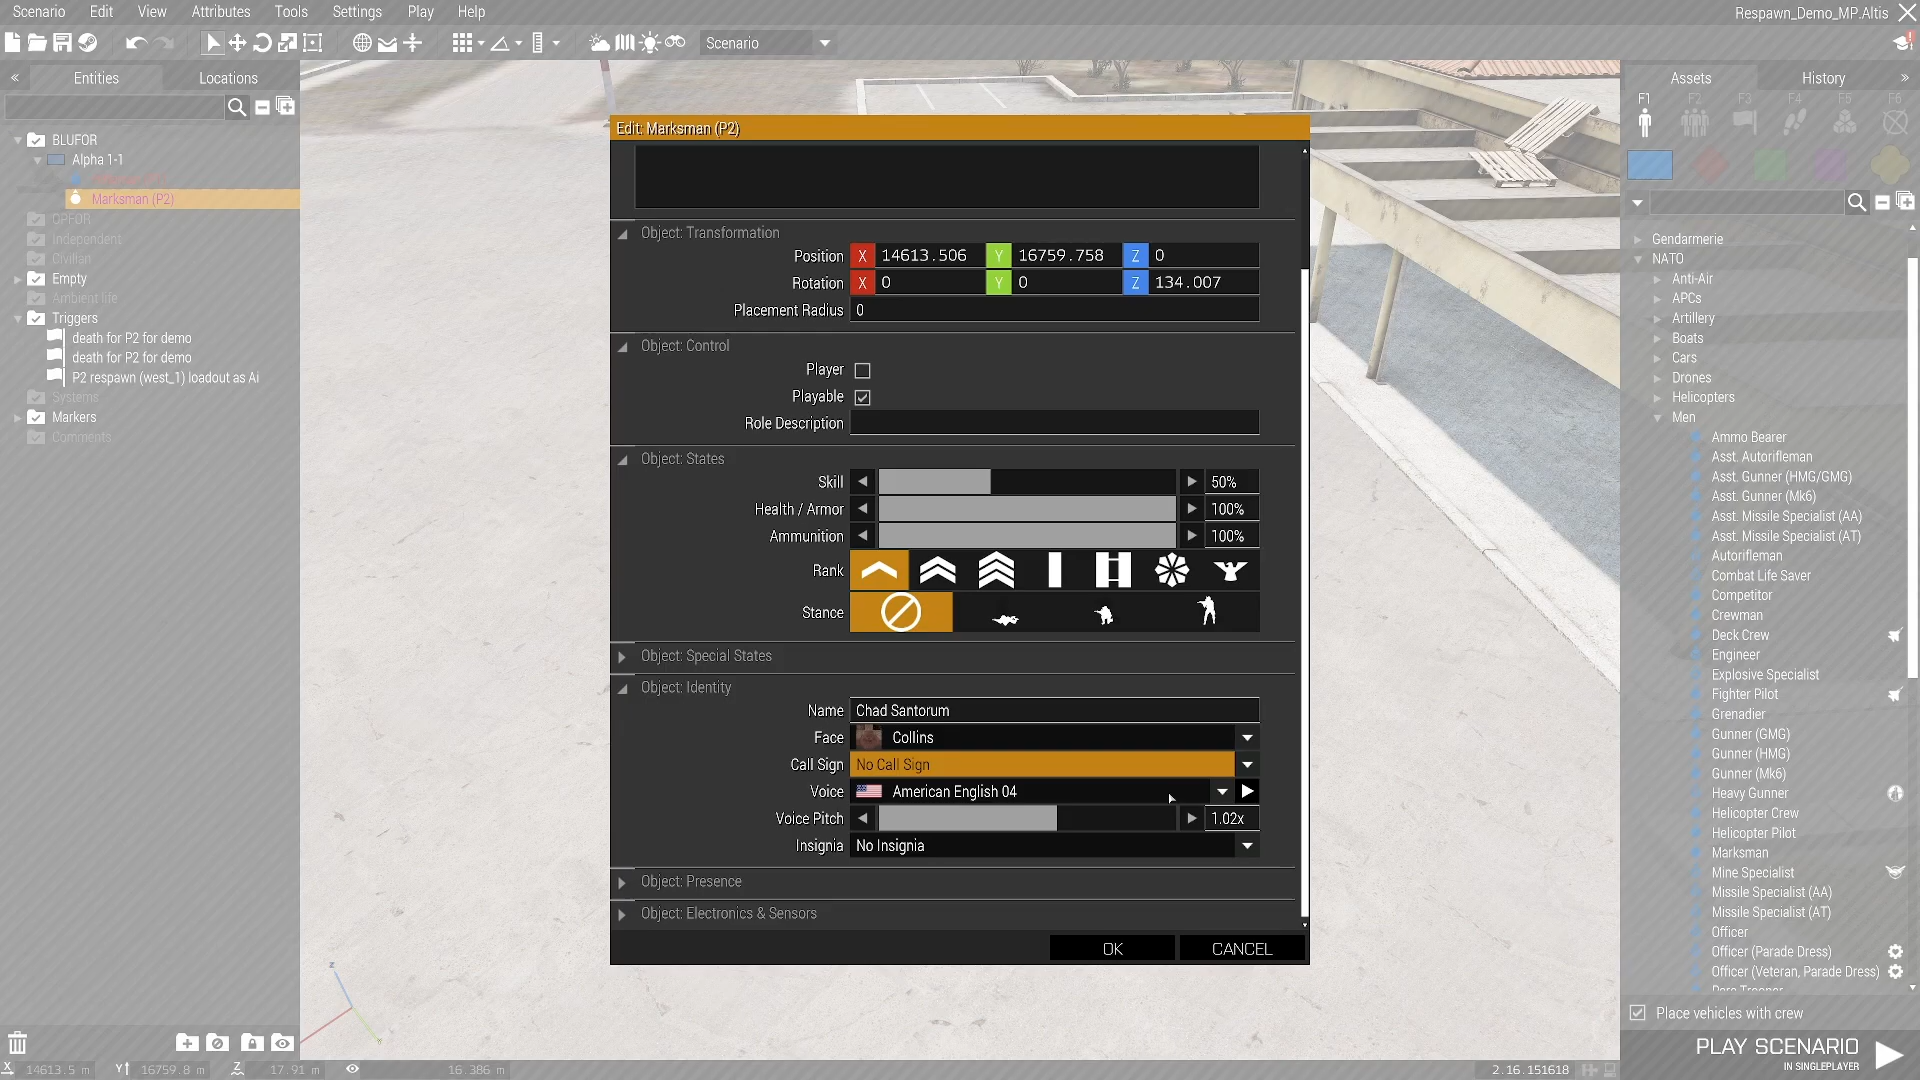 Scenario Edit View Attributes Tools Settings Play Help
Respawn_Demo_MP.Altis
Scenario
Entities Locations
BLUFOR
Alpha 1-1
Marksman (P2)
OPFOR
Independent
Civilian
Empty
Ambient life
Triggers
death for P2 for demo
death for P2 for demo
P2 respawn (west_1) loadout as Ai
Systems
Markers
Comments
Edit: Marksman (P2)
Object: Transformation
Position X 14613.506 Y 16759.758 Z 0
Rotation X 0 Y 0 Z 134.007
Placement Radius 0
Object: Control
Player
Playable
Role Description
Object: States
Skill 50%
Health / Armor 100%
Ammunition 100%
Rank
Stance
Object: Special States
Object: Identity
Name Chad Santorum
Face Collins
Call Sign No Call Sign
Voice American English 04
Voice Pitch 1.02x
Insignia No Insignia
Object: Presence
Object: Electronics & Sensors
OK CANCEL
Assets History
F1 F2 F3 F4 F5 F6
Gendarmerie
NATO
Anti-Air
APCs
Artillery
Boats
Cars
Drones
Helicopters
Men
Ammo Bearer
Asst. Autorifleman
Asst. Gunner (HMG/GMG)
Asst. Gunner (Mk6)
Asst. Missile Specialist (AA)
Asst. Missile Specialist (AT)
Autorifleman
Combat Life Saver
Competitor
Crewman
Deck Crew
Engineer
Explosive Specialist
Fighter Pilot
Grenadier
Gunner (GMG)
Gunner (HMG)
Gunner (Mk6)
Heavy Gunner
Helicopter Crew
Helicopter Pilot
Marksman
Mine Specialist
Missile Specialist (AA)
Missile Specialist (AT)
Officer
Officer (Parade Dress)
Officer (Veteran, Parade Dress)
Place vehicles with crew
PLAY SCENARIO
IN SINGLEPLAYER
X 14613.5 m Y 16759.8 m Z 17.91 m 16.386 m
2.16.151618
z
x
y